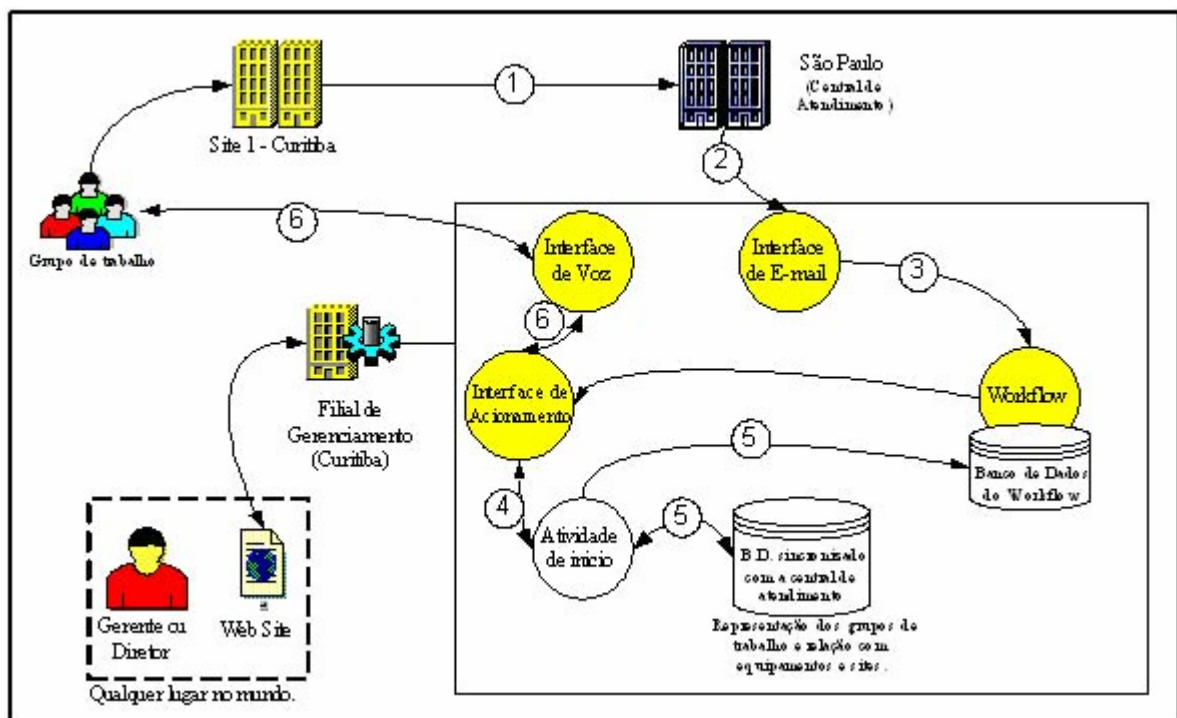 1
São Paulo
(Central de
Atendimento)
Site 1 - Curitiba
2
6
Grupo de trabalho
Interface
de Voz
Interface
de E-mail
3
6
Interface de
Acionamento
Workflow
Filial de
Gerenciamento
(Curitiba)
5
Banco de Dados
do Workflow
4
5
Atividade
de início
B.D. sincronizado
com a central de
atendimento
Gerente ou
Diretor
Web Site
Representação dos grupos de
trabalho e relação com
equipamentos e sites.
Qualquer lugar no mundo.